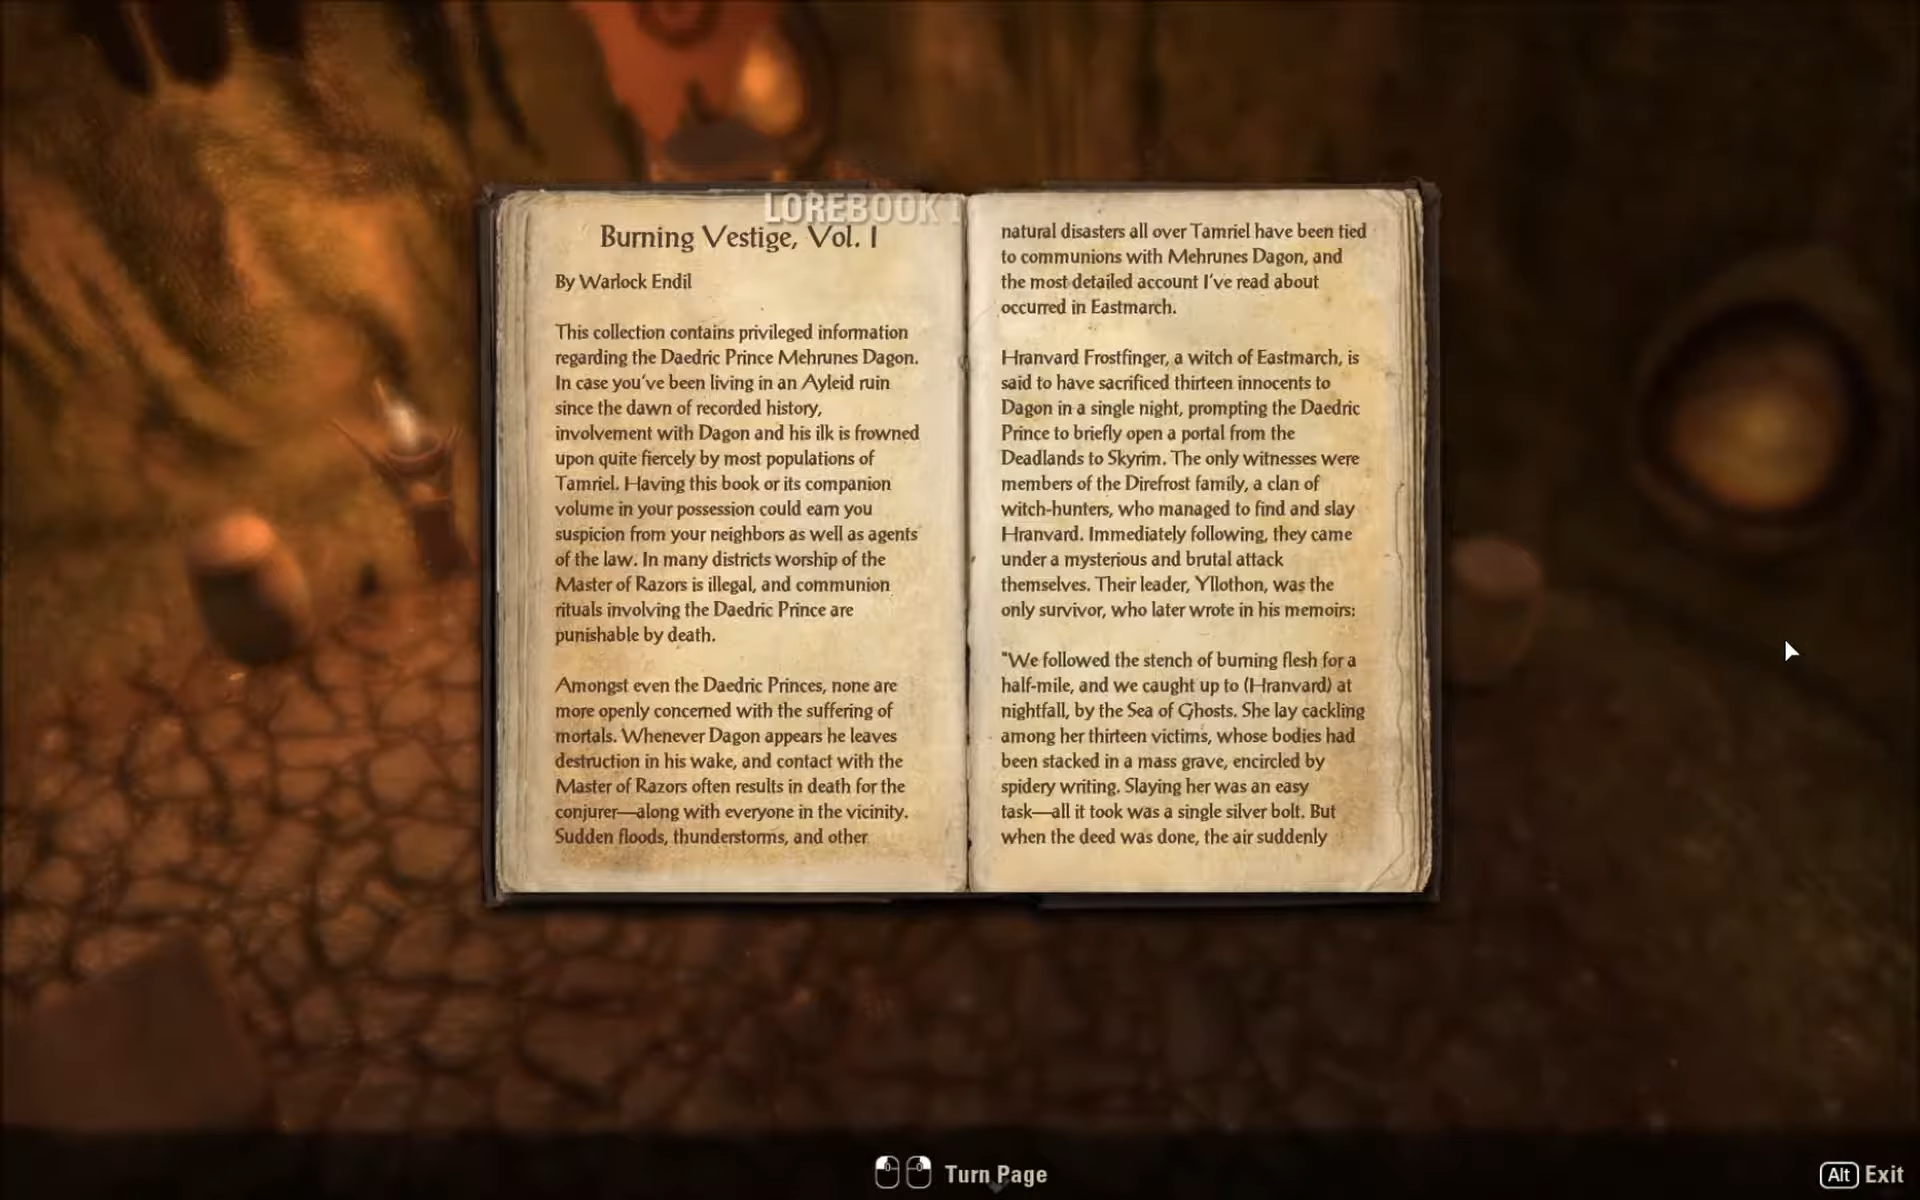 LOREBOOK
Burning Vestige, Vol. I
By Warlock Endil
This collection contains privileged information
regarding the Daedric Prince Mehrunes Dagon.
In case you've been living in an Ayleid ruin
since the dawn of recorded history,
involvement with Dagon and his ilk is frowned
upon quite fiercely by most populations of
Tamriel. Having this book or its companion
volume in your possession could earn you
suspicion from your neighbors as well as agents
of the law. In many districts worship of the
Master of Razors is illegal, and communion
rituals involving the Daedric Prince are
punishable by death.
Amongst even the Daedric Princes, none are
more openly concerned with the suffering of
mortals. Whenever Dagon appears he leaves
destruction in his wake, and contact with the
Master of Razors often results in death for the
conjurer—along with everyone in the vicinity.
Sudden floods, thunderstorms, and other
natural disasters all over Tamriel have been tied
to communions with Mehrunes Dagon, and
the most detailed account I've read about
occurred in Eastmarch.
Hranvard Frostfinger, a witch of Eastmarch, is
said to have sacrificed thirteen innocents to
Dagon in a single night, prompting the Daedric
Prince to briefly open a portal from the
Deadlands to Skyrim. The only witnesses were
members of the Direfrost family, a clan of
witch-hunters, who managed to find and slay
Hranvard. Immediately following, they came
under a mysterious and brutal attack
themselves. Their leader, Yllothon, was the
only survivor, who later wrote in his memoirs:
"We followed the stench of burning flesh for a
half-mile, and we caught up to (Hranvard) at
nightfall, by the Sea of Ghosts. She lay cackling
among her thirteen victims, whose bodies had
been stacked in a mass grave, encircled by
spidery writing. Slaying her was an easy
task—all it took was a single silver bolt. But
when the deed was done, the air suddenly
Turn Page
Alt Exit